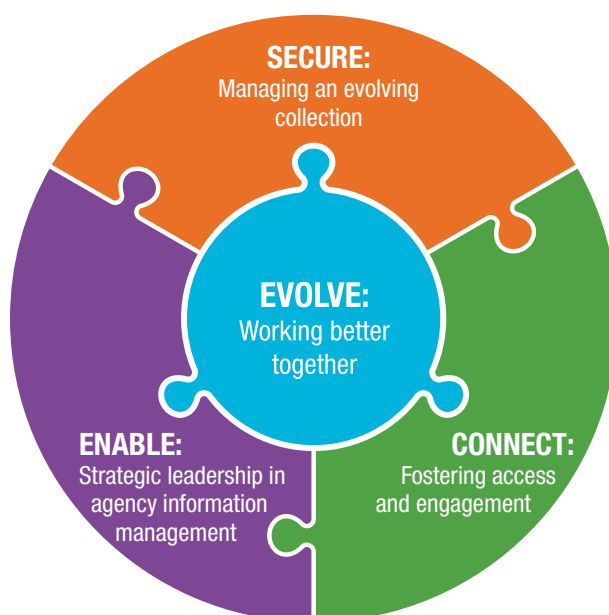 SECURE:
Managing an evolving
collection
EVOLVE:
Working better
together
ENABLE:
Strategic leadership in
agency information
management
CONNECT:
Fostering access
and engagement